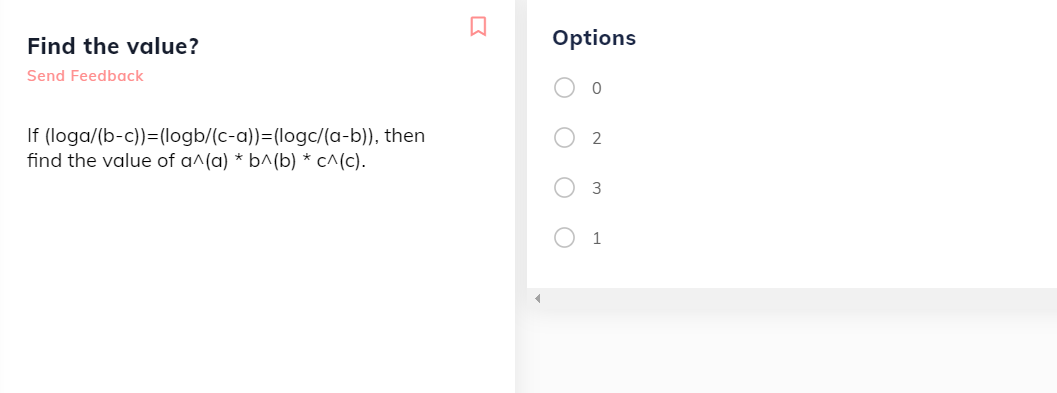 Find the value?
Send Feedback
If (loga/(b-c))=(logb/(c-a))=(logc/(a-b)), then
find the value of a^(a) * b^(b) * c^(c).
Options
0
2
3
1